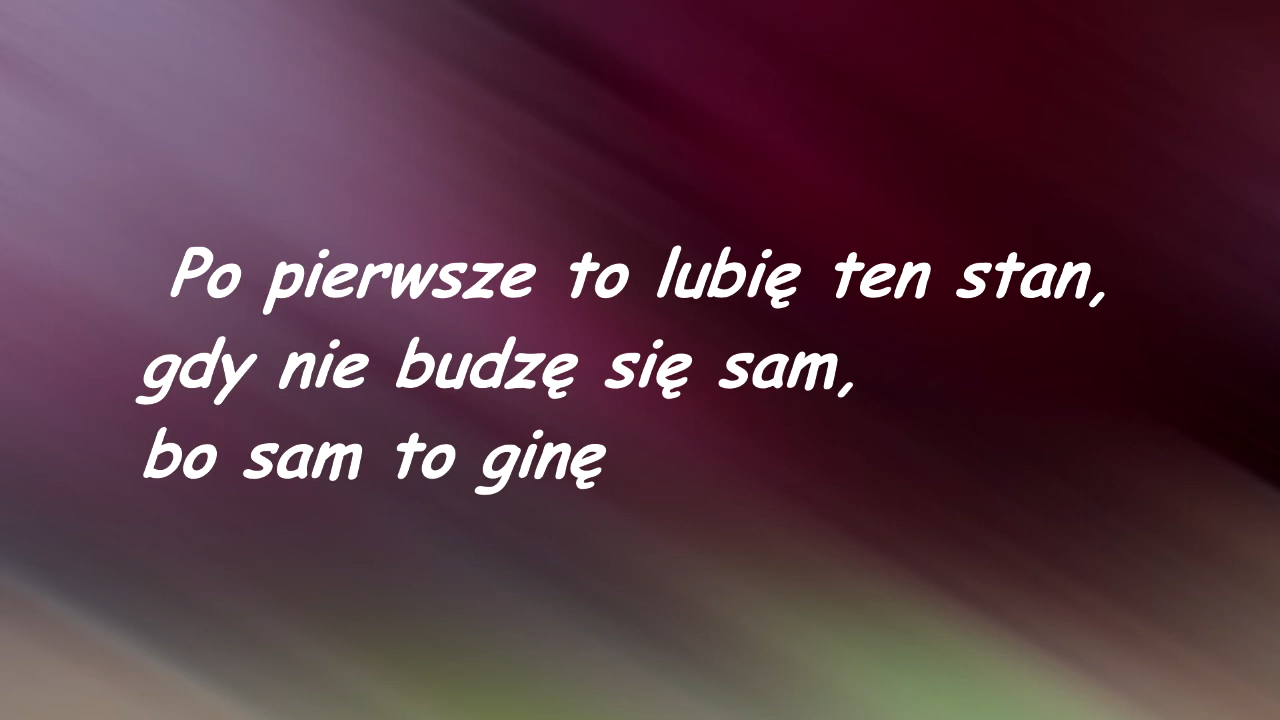 Po pierwsze to lubię ten stan,
gdy nie budzę się sam,
bo sam to ginę